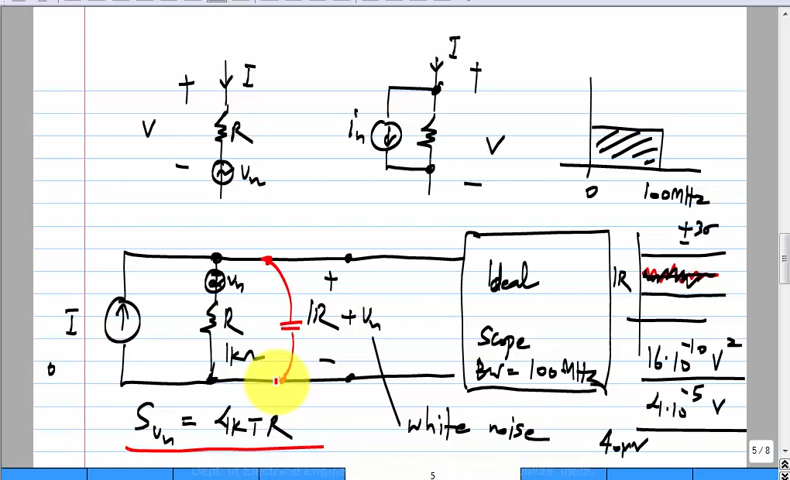 + I
V R
- Vn
I
+
in
V
-
0 100MHz
±3σ
Vn
+
Ideal
IR
I
R
IR + Vn
1kΩ
-
Scope
BW = 100MHz
16·10⁻¹⁰ V²
4·10⁻⁵ V
SVn = 4kTR
white noise
40µV
5 / 8
5